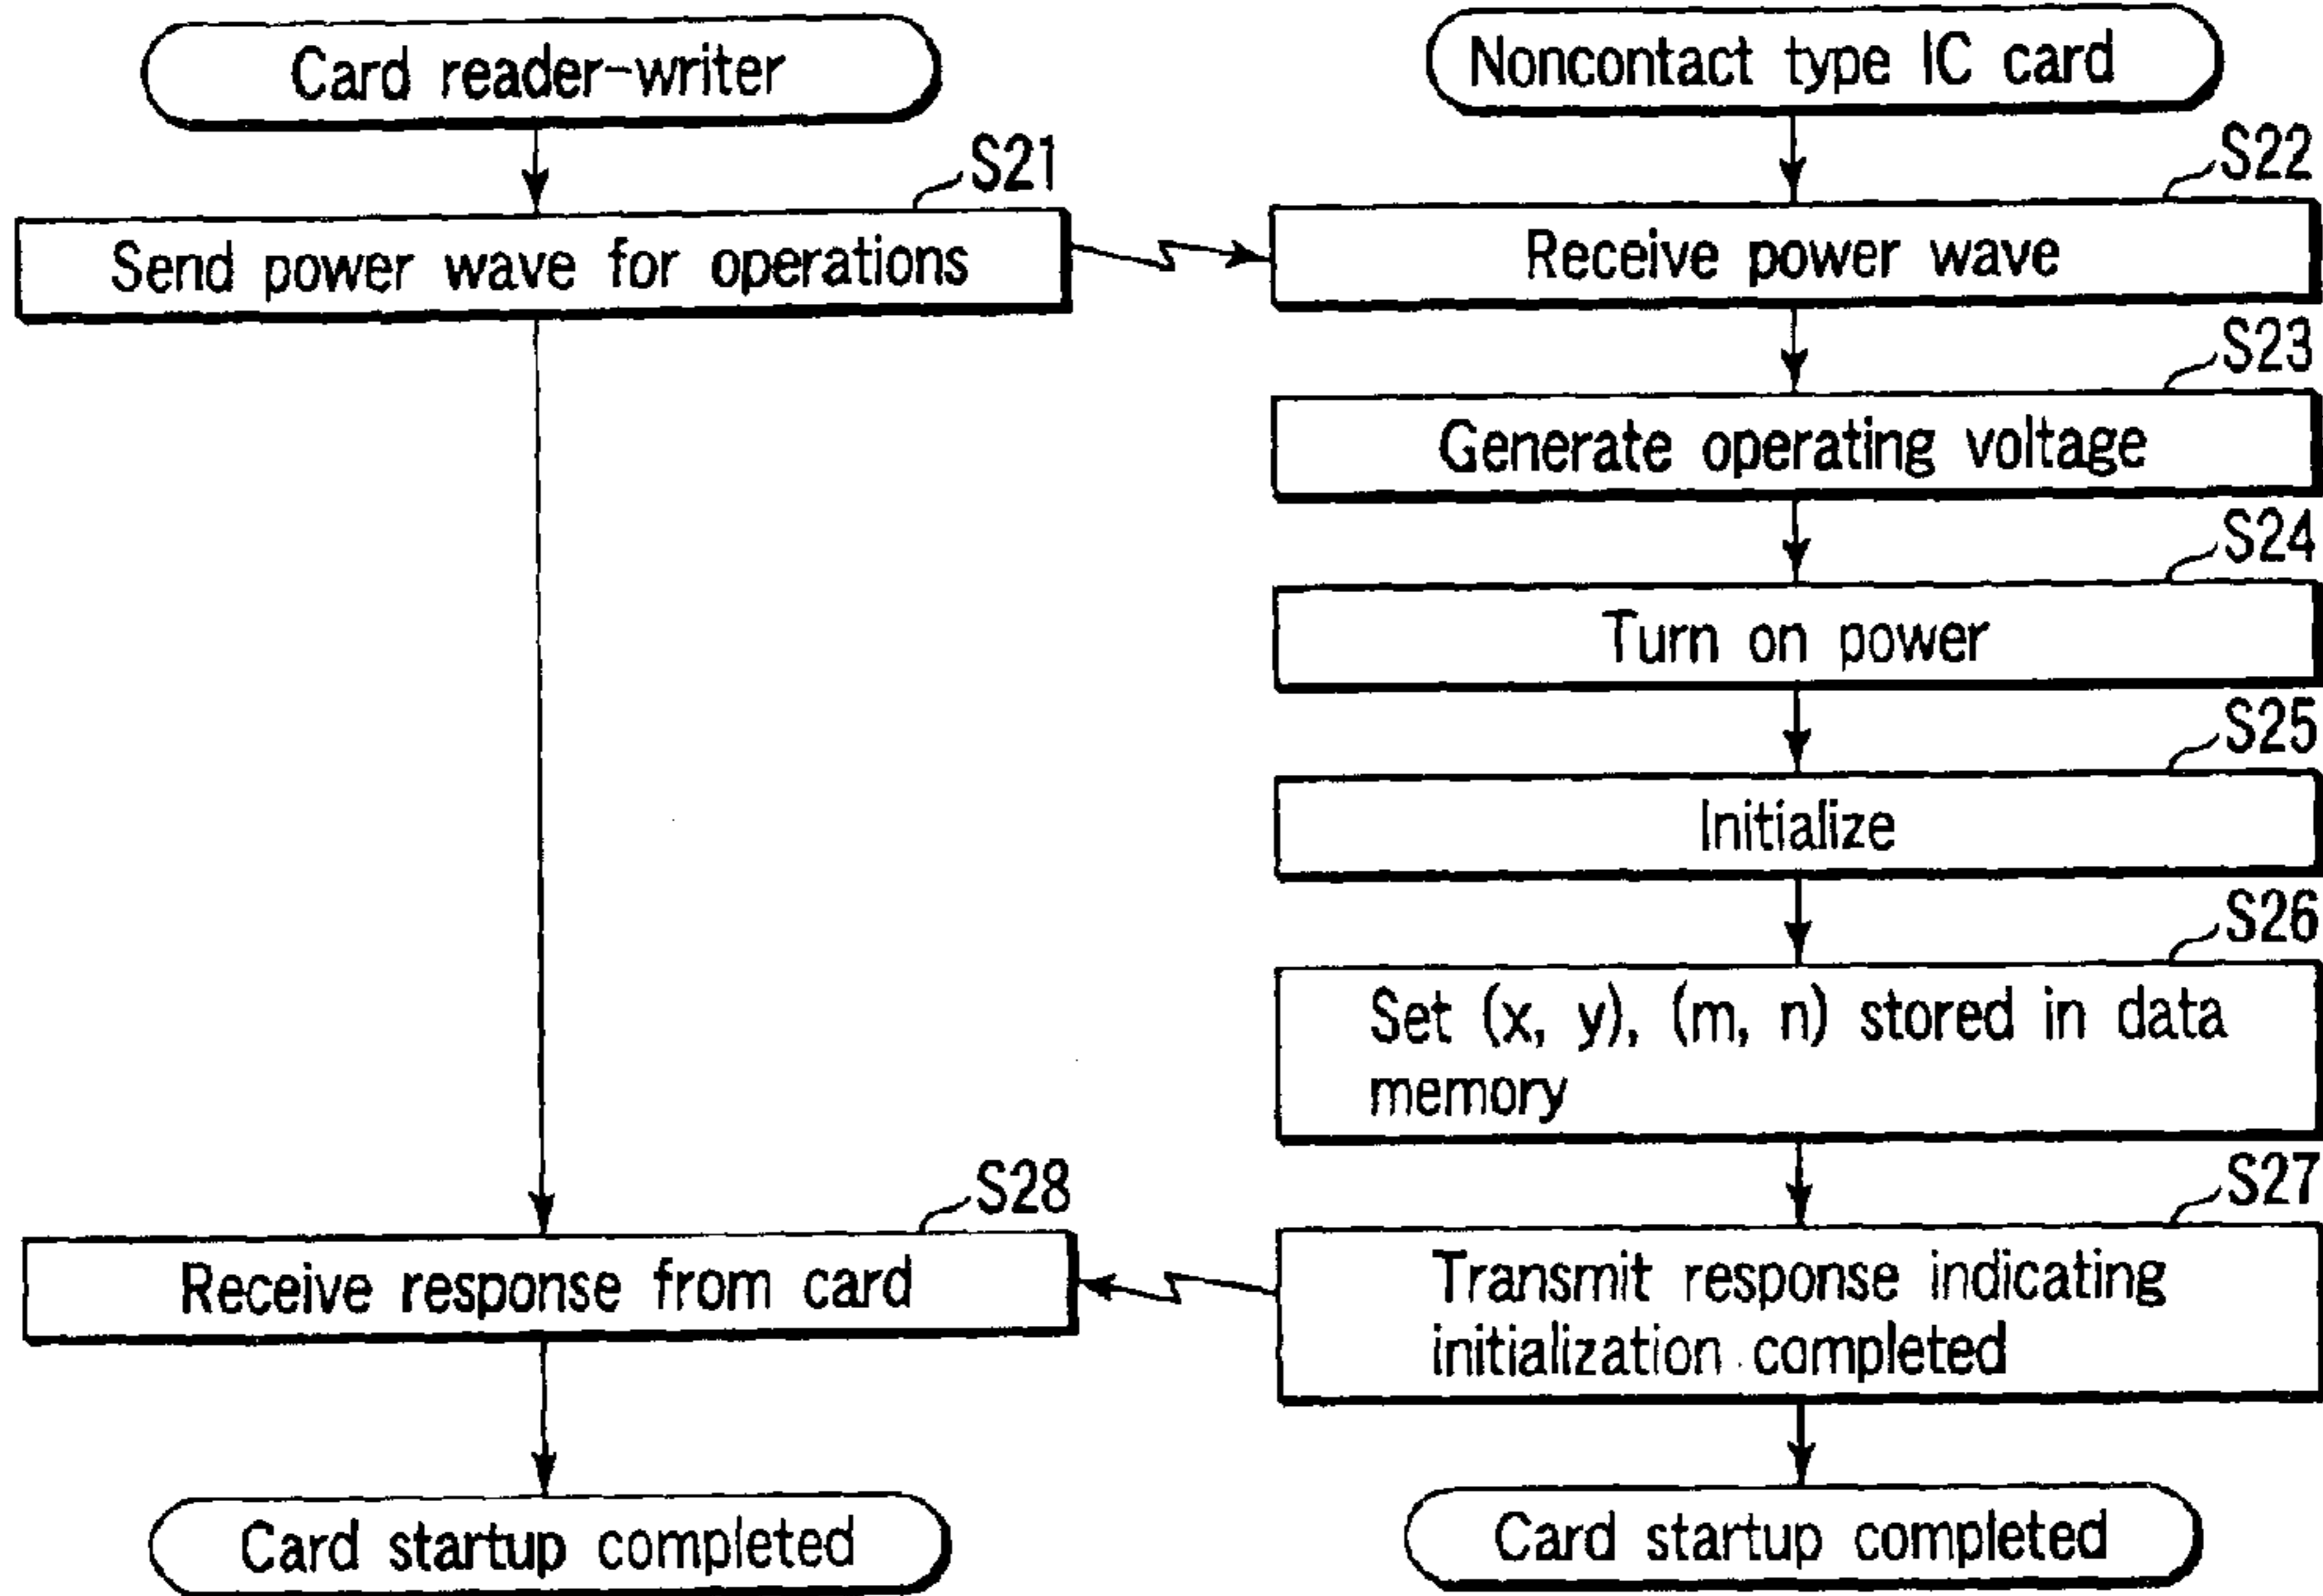 Card reader-writer
Noncontact type IC card
S21
S22
Send power wave for operations
Receive power wave
S23
Generate operating voltage
S24
Turn on power
S25
Initialize
S26
Set (x, y), (m, n) stored in data
memory
S28
S27
Receive response from card
Transmit response indicating
initialization completed
Card startup completed
Card startup completed